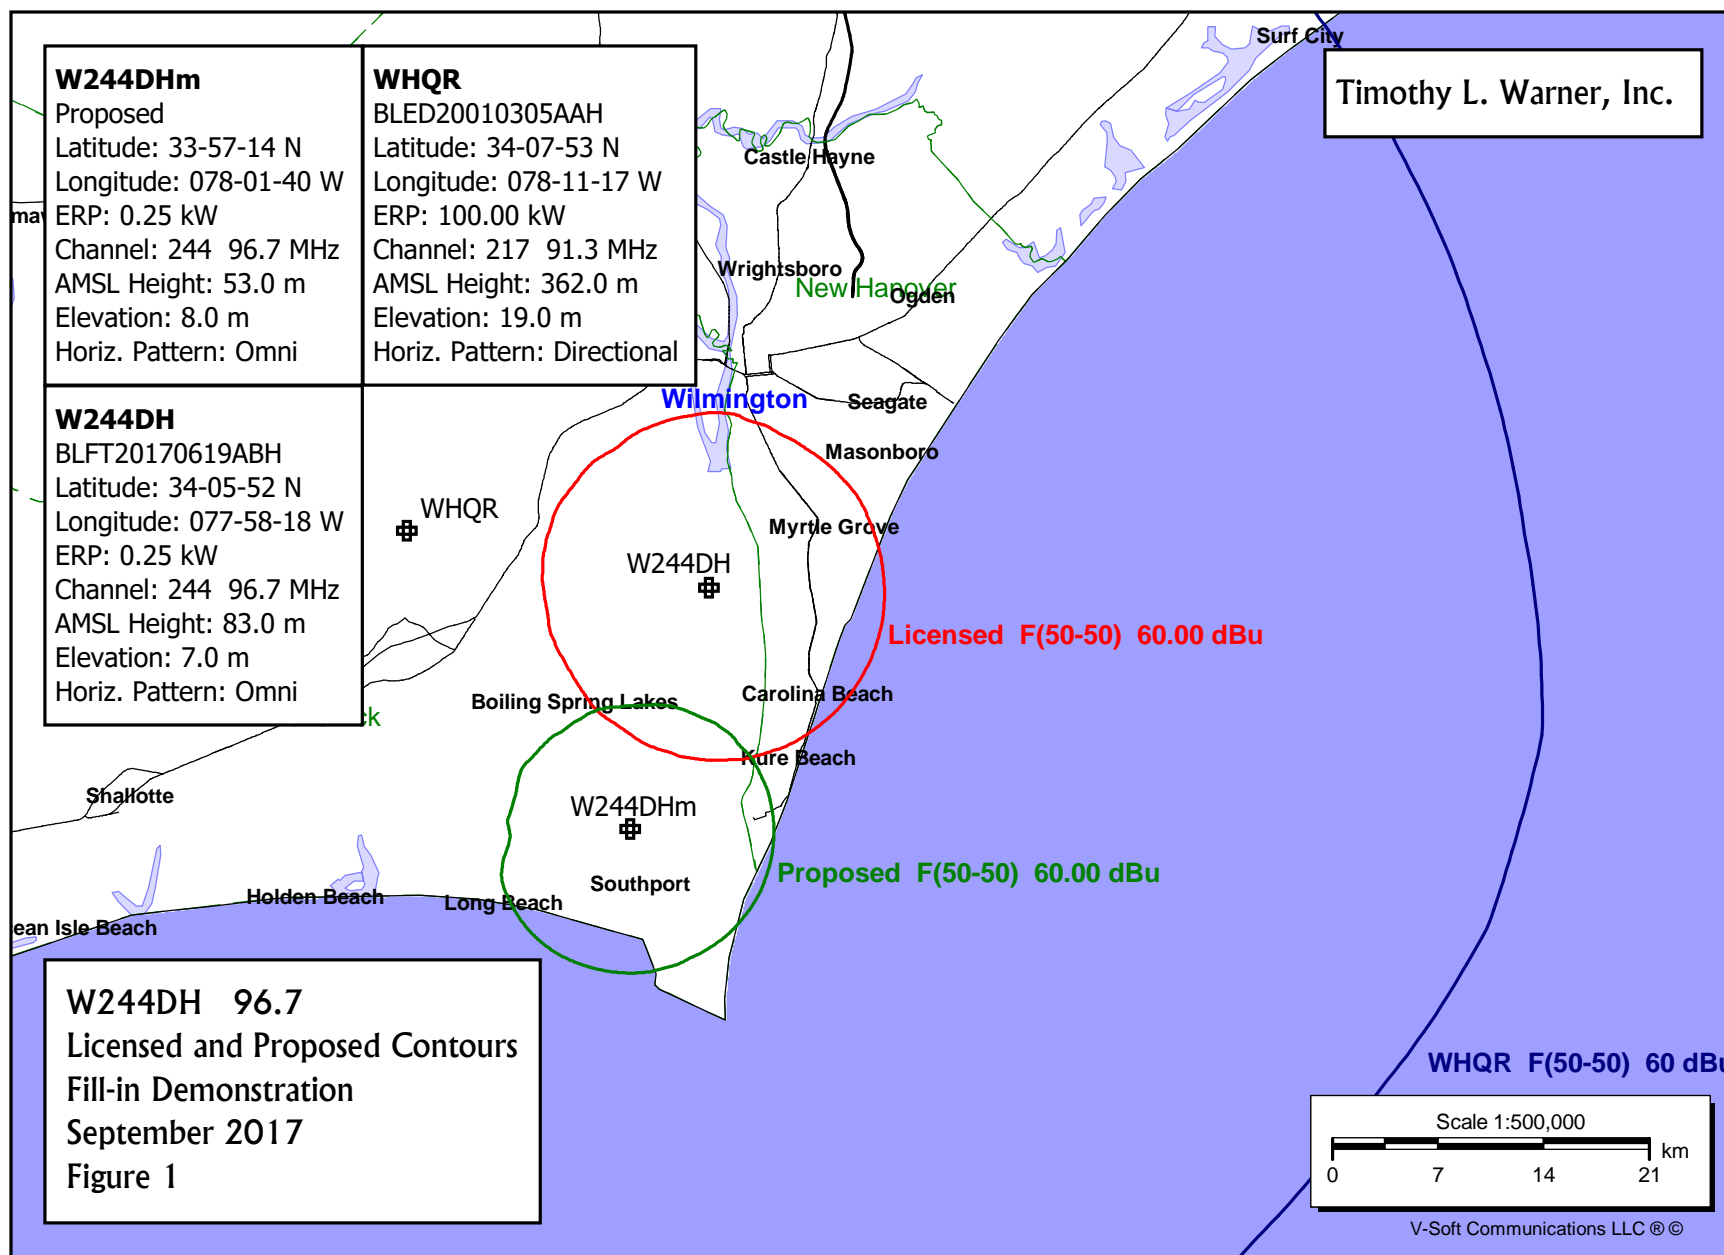 W244DHm
Proposed
Latitude: 33-57-14 N
Longitude: 078-01-40 W
ERP: 0.25 kW
Channel: 244 96.7 MHz
AMSL Height: 53.0 m
Elevation: 8.0 m
Horiz. Pattern: Omni
WHQR
BLED20010305AAH
Latitude: 34-07-53 N
Longitude: 078-11-17 W
ERP: 100.00 kW
Channel: 217 91.3 MHz
AMSL Height: 362.0 m
Elevation: 19.0 m
Horiz. Pattern: Directional
W244DH
BLFT20170619ABH
Latitude: 34-05-52 N
Longitude: 077-58-18 W
ERP: 0.25 kW
Channel: 244 96.7 MHz
AMSL Height: 83.0 m
Elevation: 7.0 m
Horiz. Pattern: Omni
Surf City
Timothy L. Warner, Inc.
Castle Hayne
Wrightsboro
New Hanover
Ogden
Wilmington
Seagate
Masonboro
WHQR
Myrtle Grove
W244DH
Licensed F(50-50) 60.00 dBu
Boiling Spring Lakes
Carolina Beach
ck
Kure Beach
Shallotte
W244DHm
Proposed F(50-50) 60.00 dBu
Southport
Holden Beach
Long Beach
ean Isle Beach
W244DH 96.7
Licensed and Proposed Contours
Fill-in Demonstration
September 2017
Figure 1
WHQR F(50-50) 60 dBu
Scale 1:500,000
km
0 7 14 21
V-Soft Communications LLC ® ©